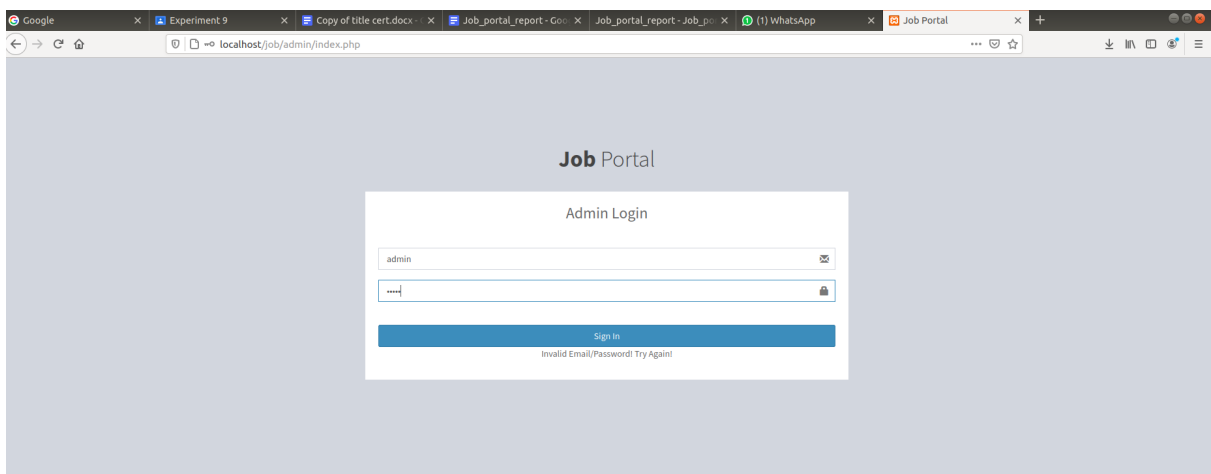 Google
Experiment 9
Copy of title cert.docx -
Job_portal_report - Goo
Job_portal_report - Job_po
(1) WhatsApp
Job Portal
localhost/job/admin/index.php
Job Portal
Admin Login
admin
•••••
Sign In
Invalid Email/Password! Try Again!